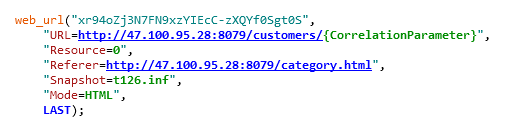 web_url("xr94oZj3N7FN9xzYIEcC-zXQYf0Sgt0S",
"URL=http://47.100.95.28:8079/customers/{CorrelationParameter}",
"Resource=0",
"Referer=http://47.100.95.28:8079/category.html",
"Snapshot=t126.inf",
"Mode=HTML",
LAST);